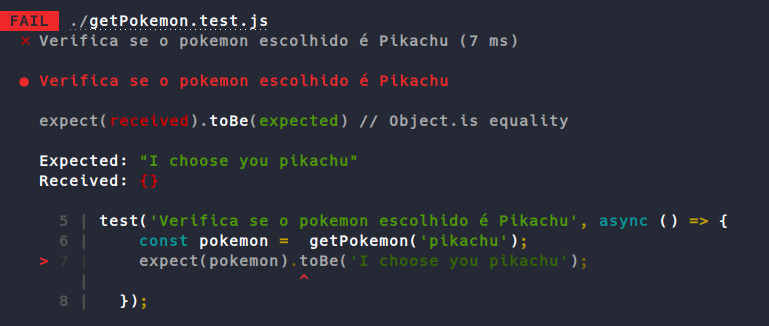 FAIL ./getPokemon.test.js
✕ Verifica se o pokemon escolhido é Pikachu (7 ms)
● Verifica se o pokemon escolhido é Pikachu
expect(received).toBe(expected) // Object.is equality
Expected: "I choose you pikachu"
Received: {}
5 | test('Verifica se o pokemon escolhido é Pikachu', async () => {
6 |     const pokemon =  getPokemon('pikachu');
> 7 |     expect(pokemon).toBe('I choose you pikachu');
|                     ^
8 |   });